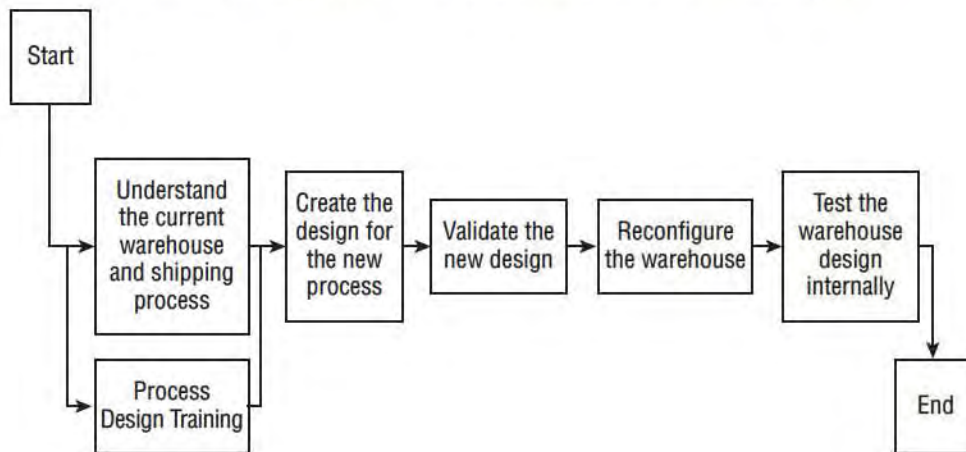 Start
Understand
the current
warehouse
and shipping
process
Create the
design for
the new
process
Validate the
new design
Reconfigure
the warehouse
Test the
warehouse
design
internally
Process
Design Training
End